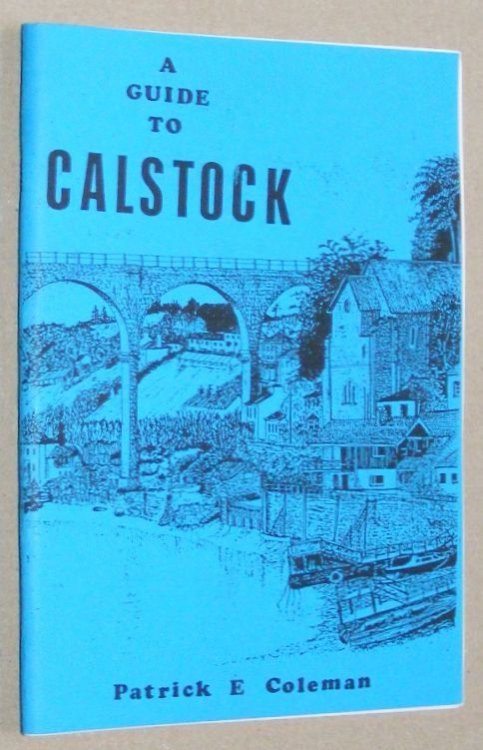 A
GUIDE
TO
CALSTOCK
Patrick E Coleman